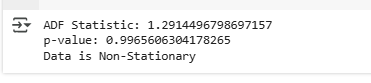 ADF Statistic: 1.2914496798697157
p-value: 0.9965606304178265
Data is Non-Stationary